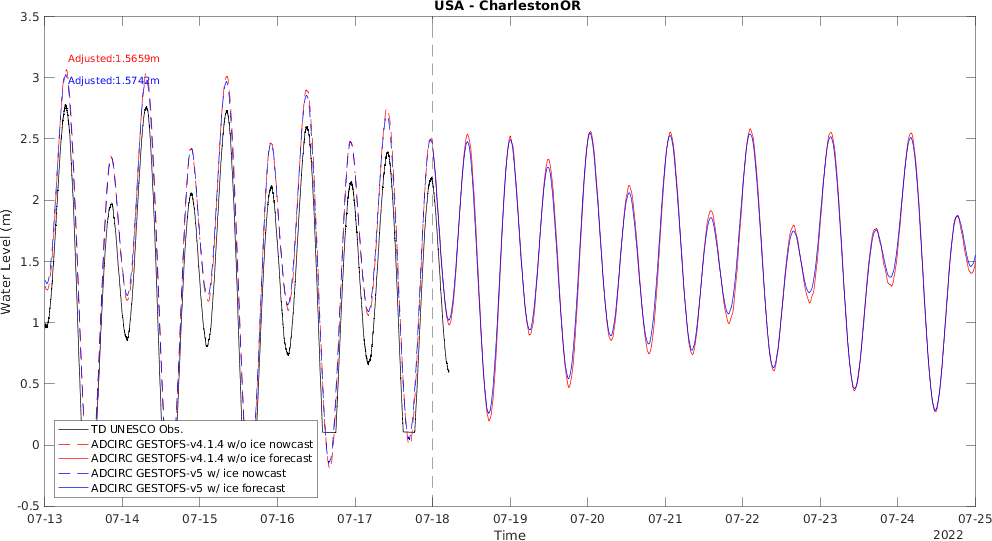 USA - CharlestonOR
3.5
Adjusted:1.5659m
3
Adjusted:1.5742m
2.5
2
Water Level (m)
1.5
1
0.5
0
-0.5
TD UNESCO Obs.
ADCIRC GESTOFS-v4.1.4 w/o ice nowcast
ADCIRC GESTOFS-v4.1.4 w/o ice forecast
ADCIRC GESTOFS-v5 w/ ice nowcast
ADCIRC GESTOFS-v5 w/ ice forecast
07-13 07-14 07-15 07-16 07-17 07-18 07-19 07-20 07-21 07-22 07-23 07-24 07-25
Time
2022